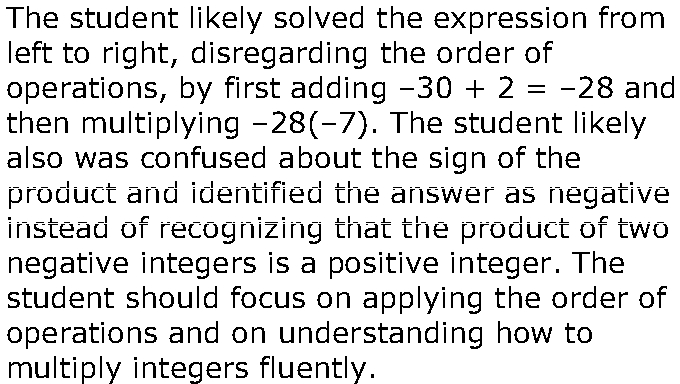 The student likely solved the expression from
left to right, disregarding the order of
operations, by first adding –30 + 2 = –28 and
then multiplying –28(–7). The student likely
also was confused about the sign of the
product and identified the answer as negative
instead of recognizing that the product of two
negative integers is a positive integer. The
student should focus on applying the order of
operations and on understanding how to
multiply integers fluently.